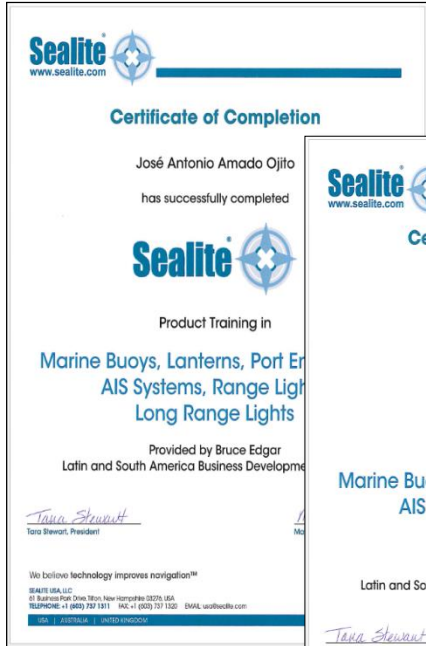 Sealite
www.sealite.com
Certificate of Completion
José Antonio Amado Ojito
has successfully completed
Sealite
Product Training in
Marine Buoys, Lanterns, Port En
AIS Systems, Range Ligh
Long Range Lights
Provided by Bruce Edgar
Latin and South America Business Developme
Tara Stewart
Tara Stewart, President
Ma
We believe technology improves navigation™
SEALITE USA, LLC
61 Business Park Drive, Tilton, New Hampshire 03276, USA
TELEPHONE: +1 (603) 737 1311 FAX: +1 (603) 737 1320 EMAIL: usa@sealite.com
USA | AUSTRALIA | UNITED KINGDOM
Sealite
www.sealite.com
Ce
Marine Bu
AIS
Latin and So
Tara Stewart